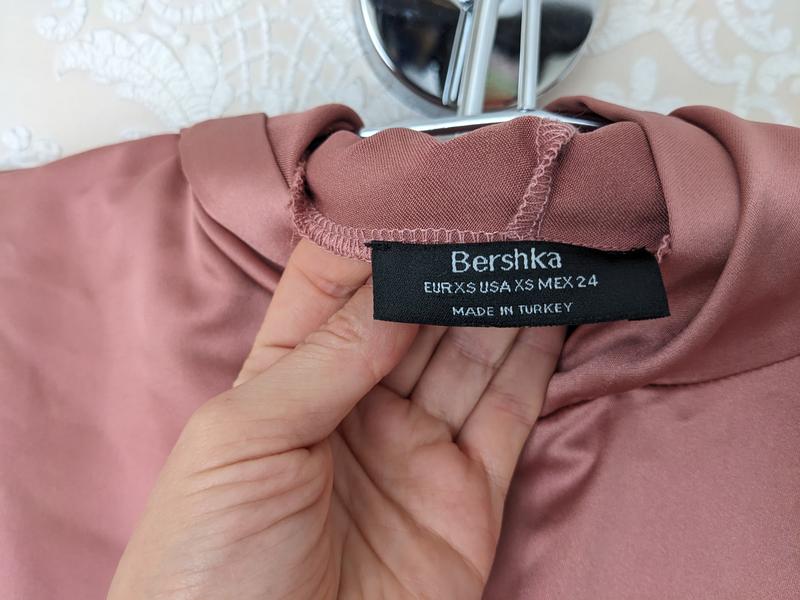 Bershka
EUR XS USA XS MEX 24
MADE IN TURKEY